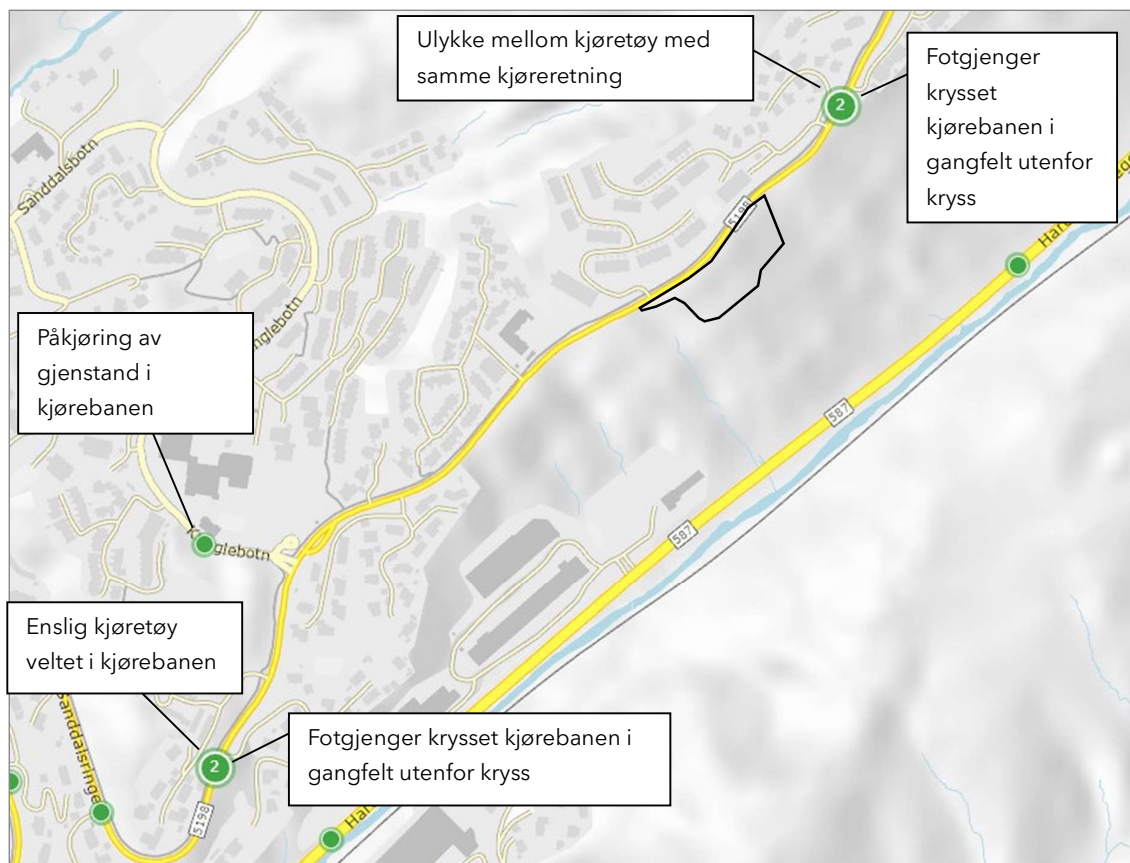 Ulykke mellom kjøretøy med
samme kjøreretning
Fotgjenger
krysset
kjørebanen i
gangfelt utenfor
kryss
2
Sanddalsbotn
5198
Påkjøring av
gjenstand i
kjørebanen
587
587
Enslig kjøretøy
veltet i kjørebanen
2
Fotgjenger krysset kjørebanen i
gangfelt utenfor kryss
5198